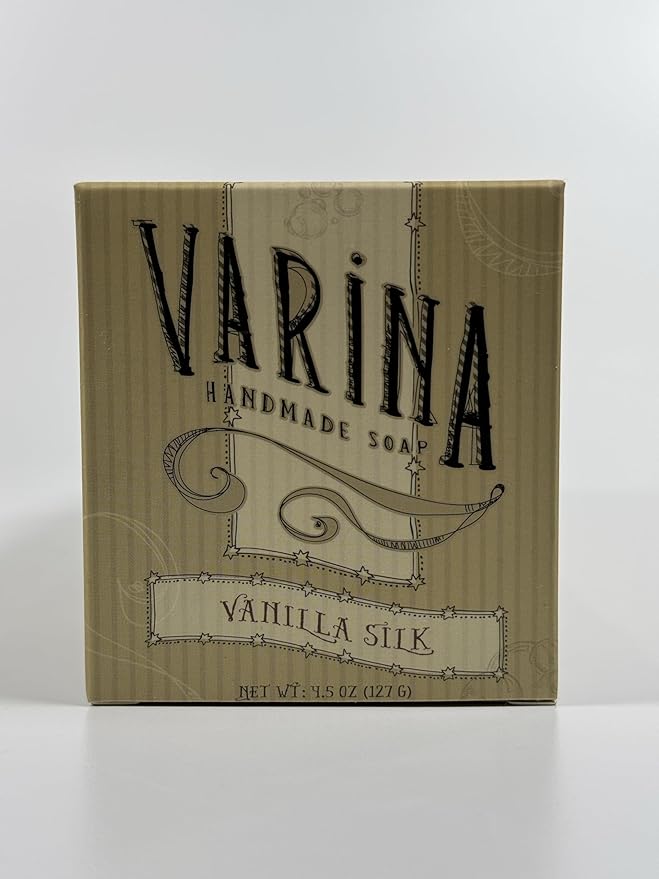 VARiNA
HANDMADE SOAP
VANILLA SILK
NET WT: 4.5 OZ (127 G)